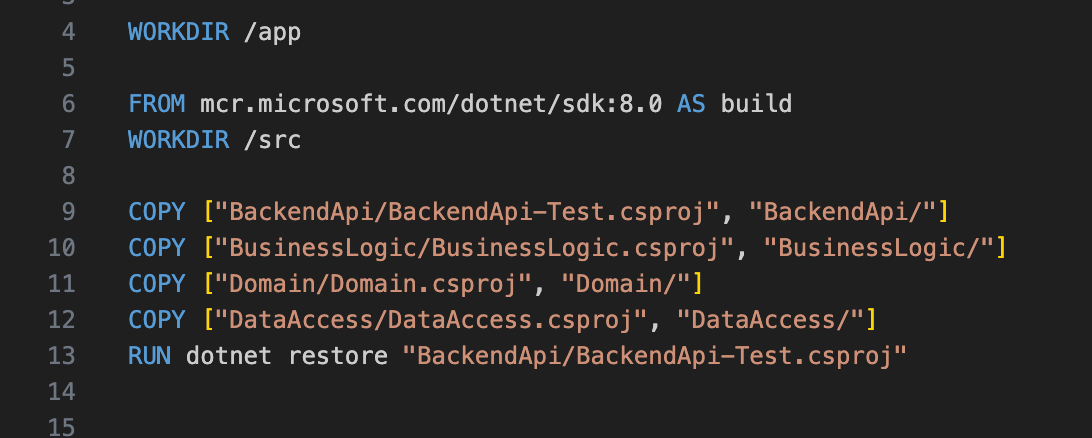 4 WORKDIR /app
5
6 FROM mcr.microsoft.com/dotnet/sdk:8.0 AS build
7 WORKDIR /src
8
9 COPY ["BackendApi/BackendApi-Test.csproj", "BackendApi/"]
10 COPY ["BusinessLogic/BusinessLogic.csproj", "BusinessLogic/"]
11 COPY ["Domain/Domain.csproj", "Domain/"]
12 COPY ["DataAccess/DataAccess.csproj", "DataAccess/"]
13 RUN dotnet restore "BackendApi/BackendApi-Test.csproj"
14
15